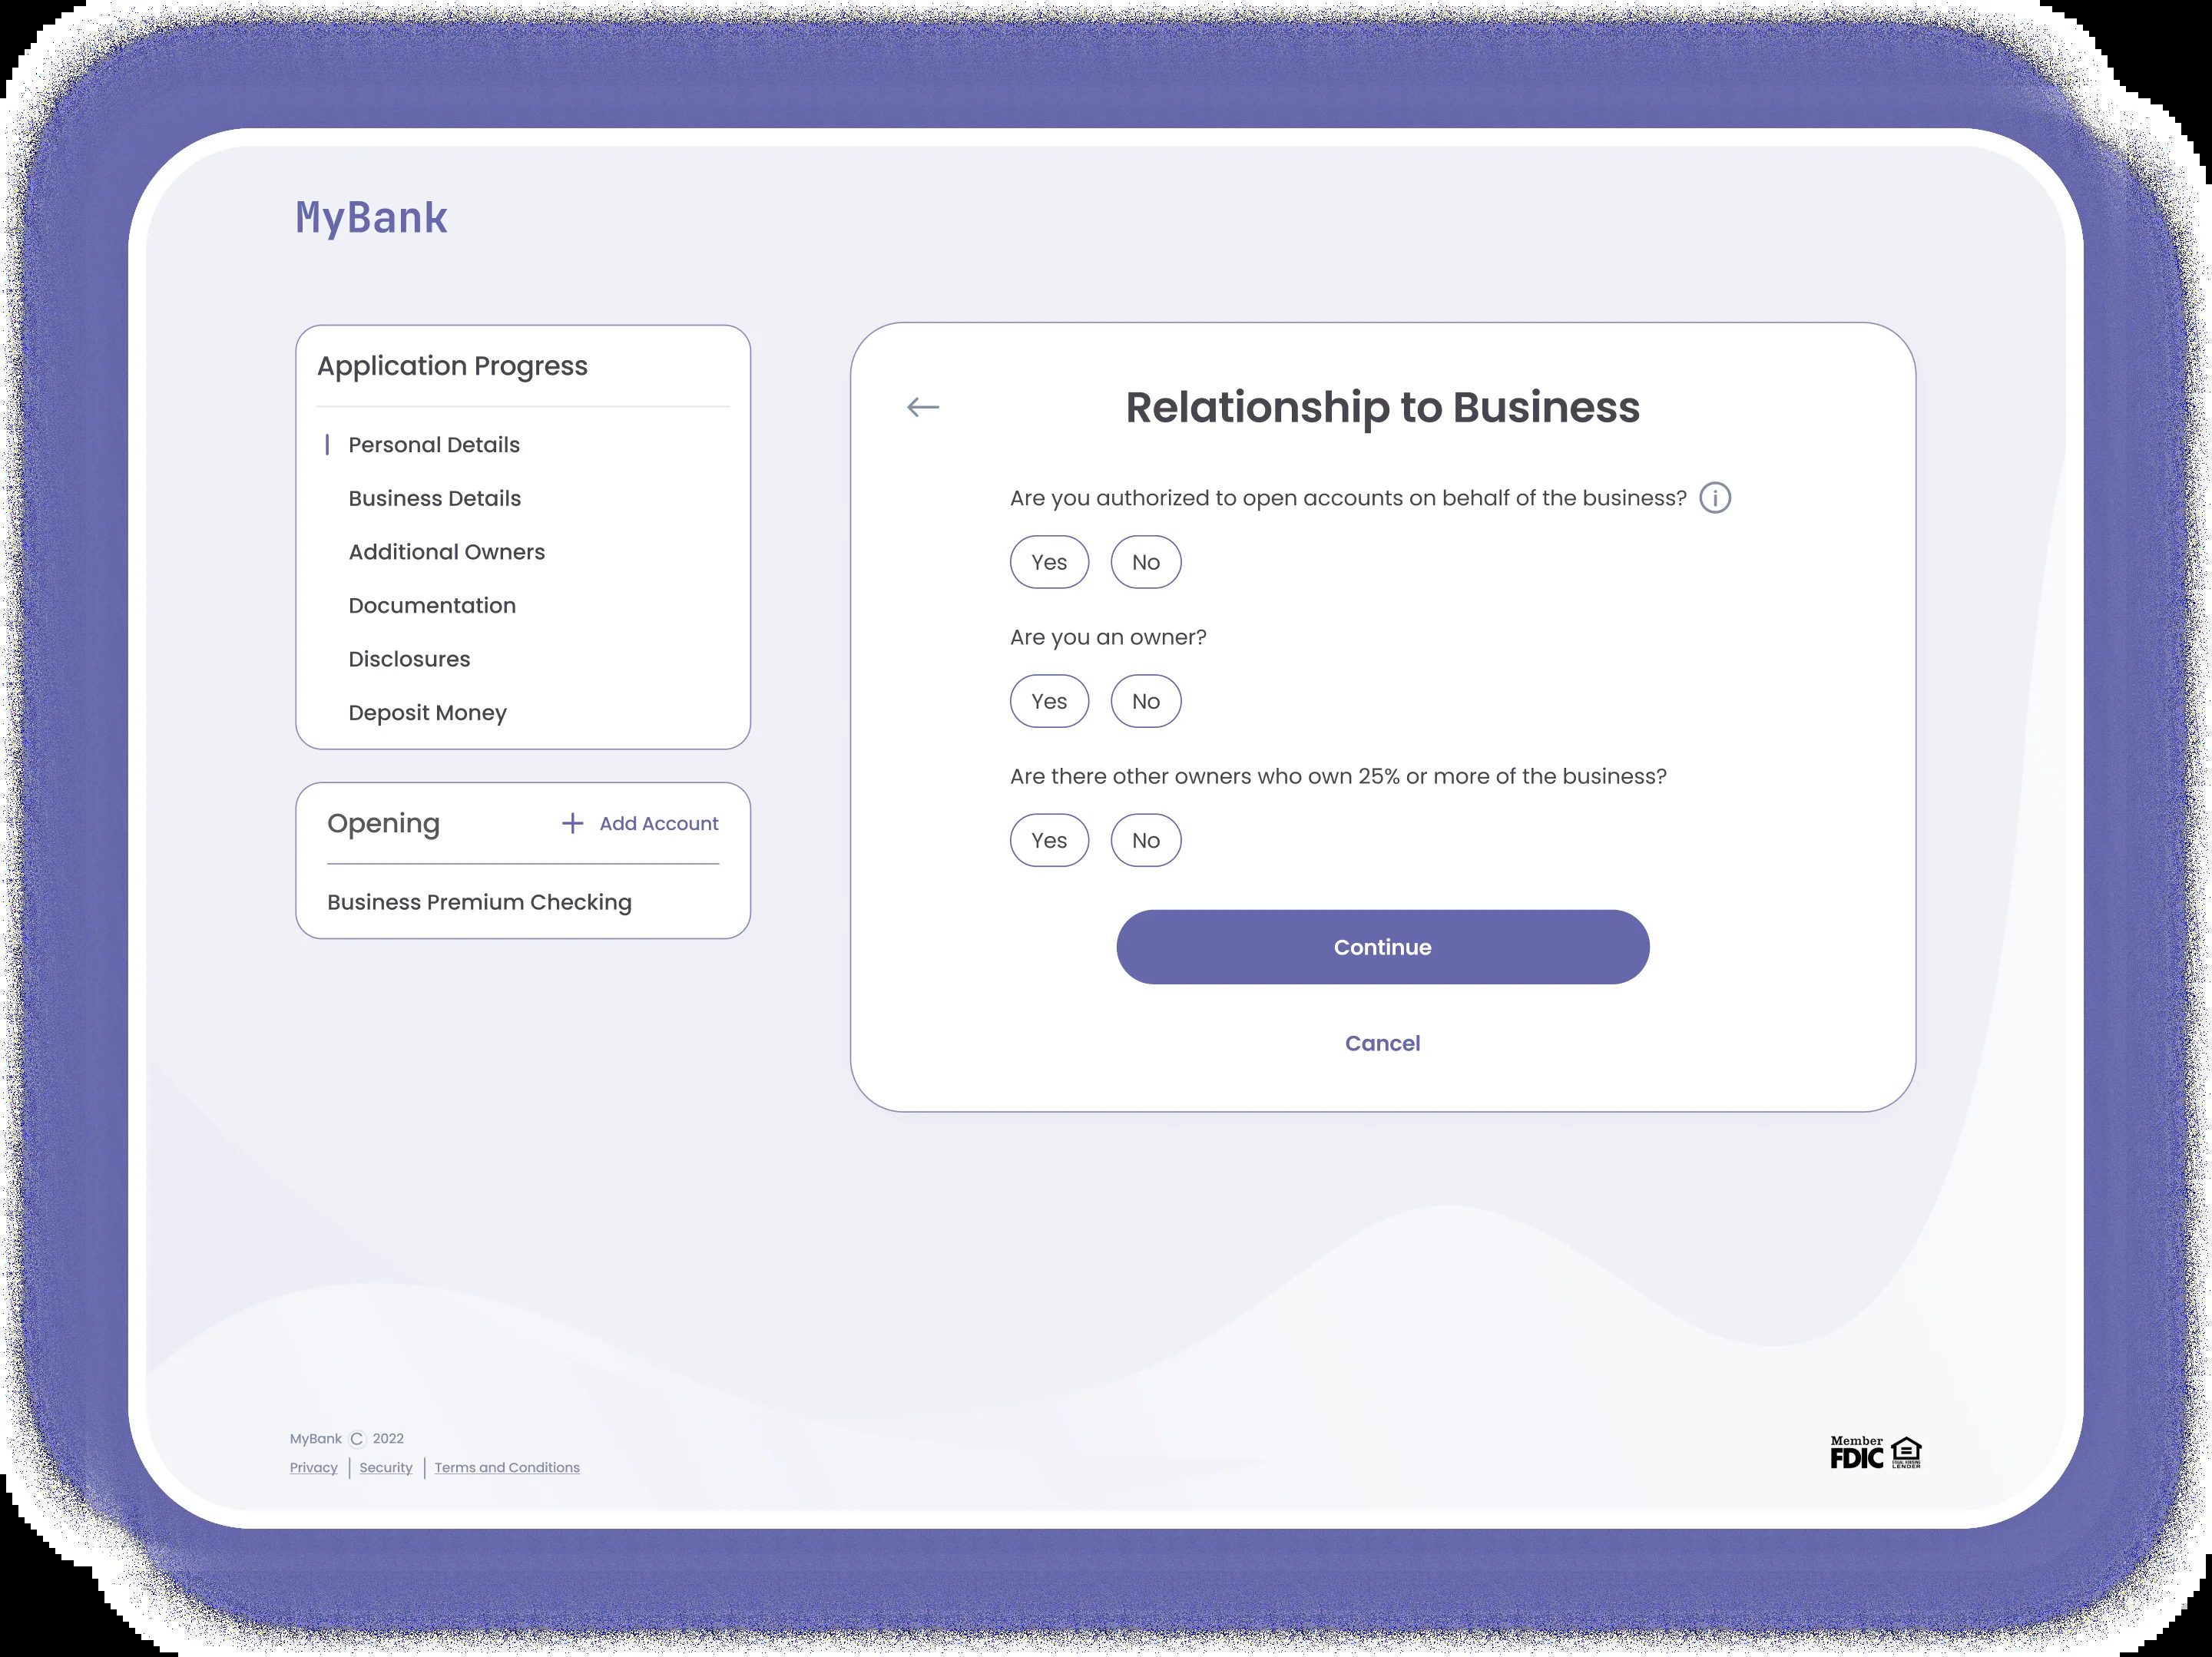 MyBank
Application Progress
Personal Details
Business Details
Additional Owners
Documentation
Disclosures
Deposit Money
Opening
+ Add Account
Business Premium Checking
Relationship to Business
Are you authorized to open accounts on behalf of the business? i
Yes No
Are you an owner?
Yes No
Are there other owners who own 25% or more of the business?
Yes No
Continue
Cancel
MyBank © 2022
Privacy | Security | Terms and Conditions
Member
FDIC
EQUAL HOUSING
LENDER